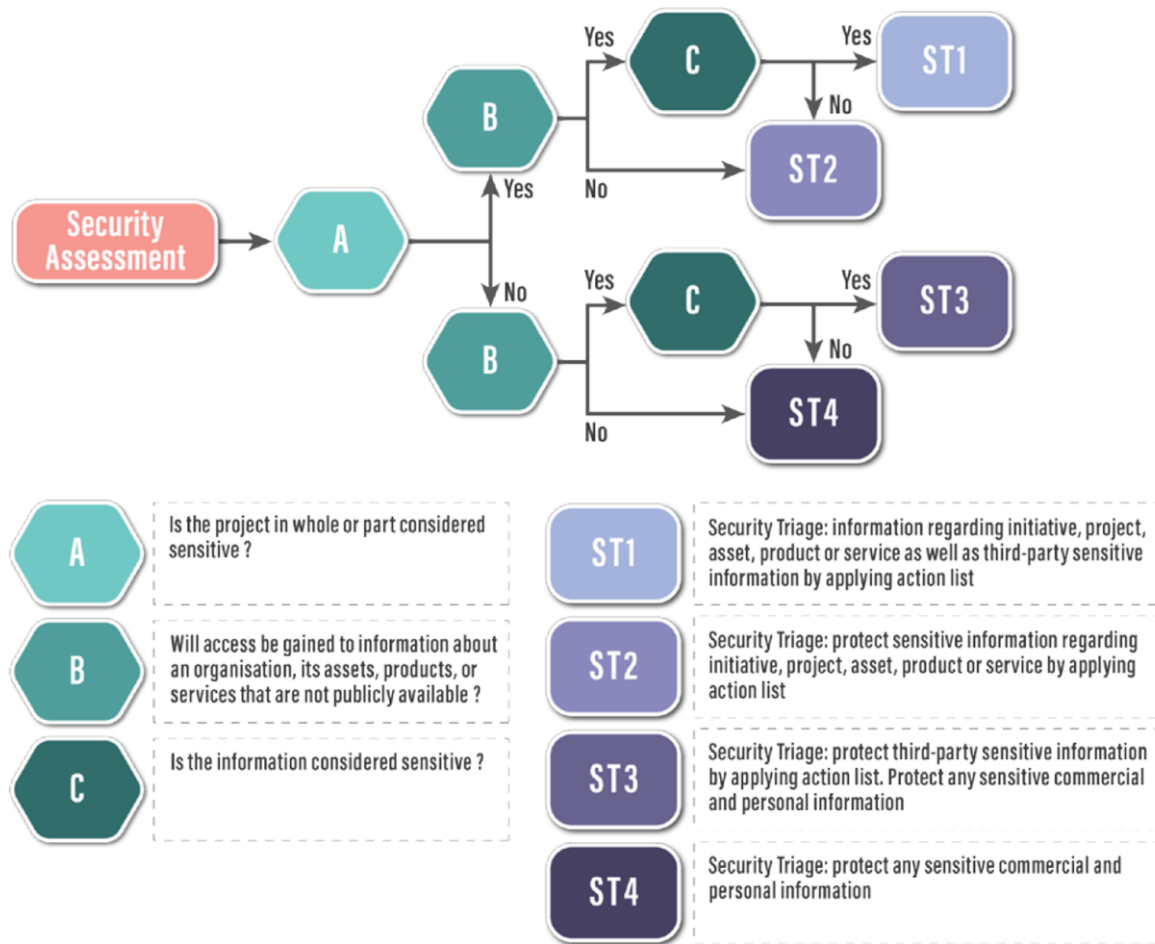 Security
Assessment
A
Yes
No
B
Yes
No
C
Yes
No
ST1
ST2
B
Yes
No
C
Yes
No
ST3
ST4
A
Is the project in whole or part considered
sensitive ?
B
Will access be gained to information about
an organisation, its assets, products, or
services that are not publicly available ?
C
Is the information considered sensitive ?
ST1
Security Triage: information regarding initiative, project,
asset, product or service as well as third-party sensitive
information by applying action list
ST2
Security Triage: protect sensitive information regarding
initiative, project, asset, product or service by applying
action list
ST3
Security Triage: protect third-party sensitive information
by applying action list. Protect any sensitive commercial
and personal information
ST4
Security Triage: protect any sensitive commercial and
personal information